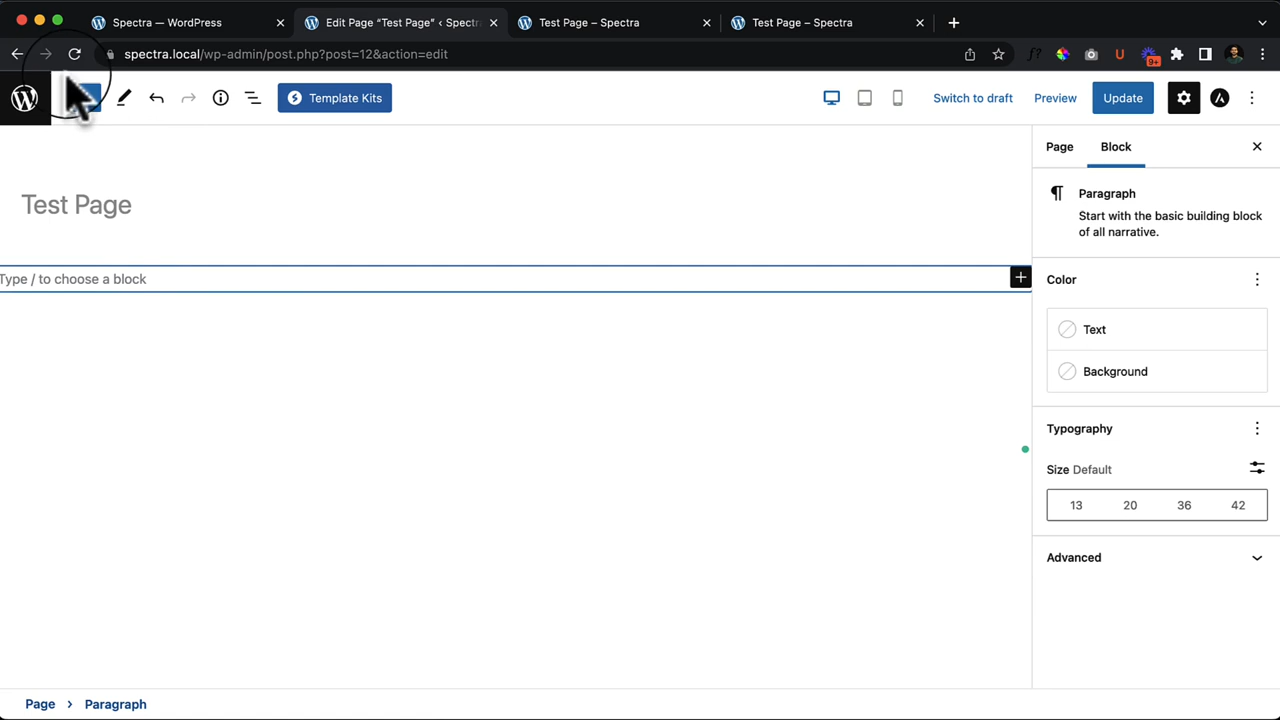 Spectra — WordPress
Edit Page “Test Page” ‹ Spectra
Test Page – Spectra
Test Page – Spectra
spectra.local/wp-admin/post.php?post=12&action=edit
f?
U
9+
Template Kits
Switch to draft
Preview
Update
Test Page
Type / to choose a block
Page
Block
Paragraph
Start with the basic building block
of all narrative.
Color
Text
Background
Typography
Size Default
13 20 36 42
Advanced
Page › Paragraph